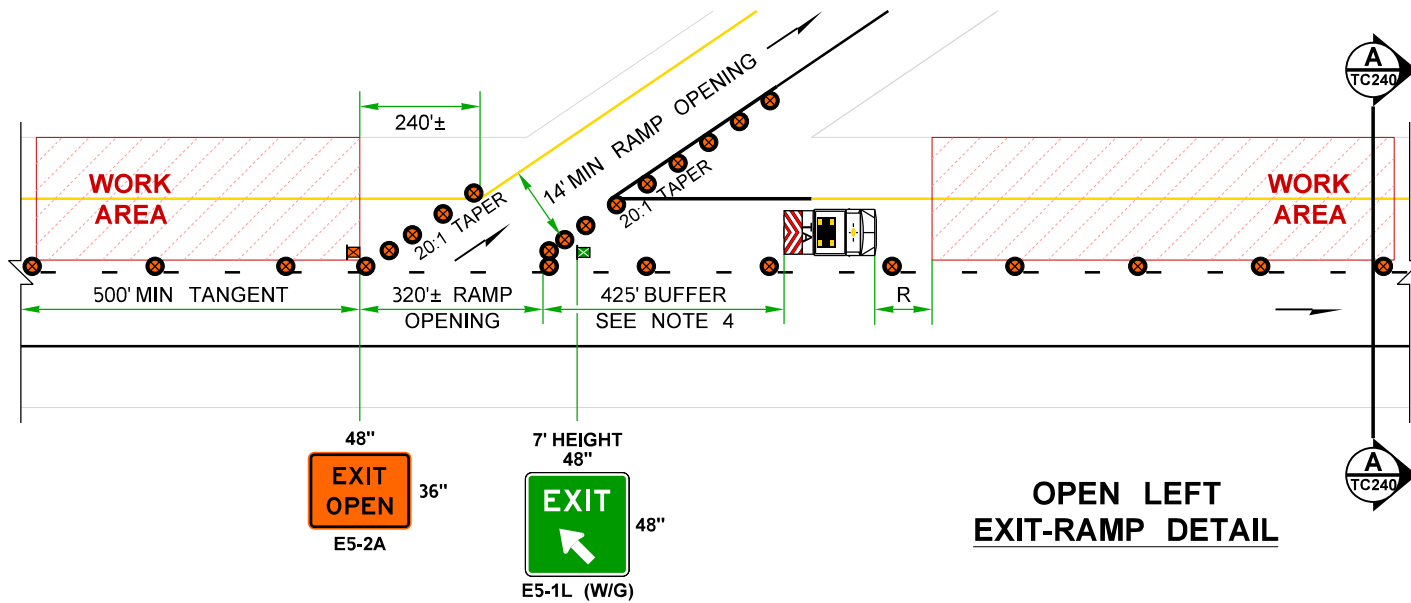 A
TC240
240'±
14' MIN RAMP OPENING
WORK
AREA
20:1 TAPER
20:1 TAPER
WORK
AREA
500' MIN TANGENT
320'± RAMP
OPENING
425' BUFFER
SEE NOTE 4
R
48"
EXIT
OPEN
36"
E5-2A
7' HEIGHT
48"
EXIT
48"
E5-1L (W/G)
OPEN LEFT
EXIT-RAMP DETAIL
A
TC240